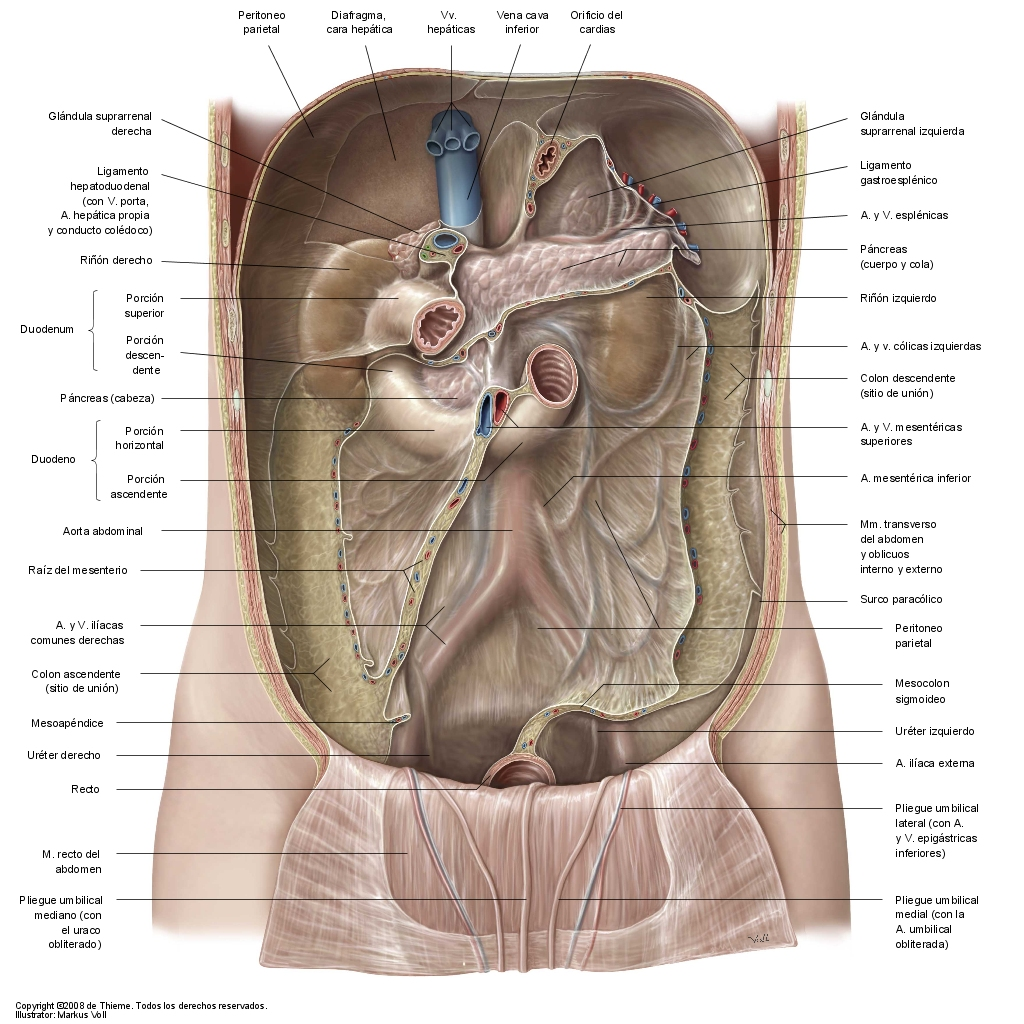 Peritoneo
parietal
Diafragma,
cara hepática
Vv.
hepáticas
Vena cava
inferior
Orificio del
cardias
Glándula suprarrenal
derecha
Ligamento
hepatoduodenal
(con V. porta,
A. hepática propia
y conducto colédoco)
Riñón derecho
Duodenum
Porción
superior
Porción
descen-
dente
Páncreas (cabeza)
Duodeno
Porción
horizontal
Porción
ascendente
Aorta abdominal
Raíz del mesenterio
A. y V. ilíacas
comunes derechas
Colon ascendente
(sitio de unión)
Mesoapéndice
Uréter derecho
Recto
M. recto del
abdomen
Pliegue umbilical
mediano (con
el uraco
obliterado)
Glándula
suprarrenal izquierda
Ligamento
gastroesplénico
A. y V. esplénicas
Páncreas
(cuerpo y cola)
Riñón izquierdo
A. y v. cólicas izquierdas
Colon descendente
(sitio de unión)
A. y V. mesentéricas
superiores
A. mesentérica inferior
Mm. transverso
del abdomen
y oblicuos
interno y externo
Surco paracólico
Peritoneo
parietal
Mesocolon
sigmoideo
Uréter izquierdo
A. ilíaca externa
Pliegue umbilical
lateral (con A.
y V. epigástricas
inferiores)
Pliegue umbilical
medial (con la
A. umbilical
obliterada)
Voll
Copyright ©2008 de Thieme. Todos los derechos reservados.
Illustrator: Markus Voll